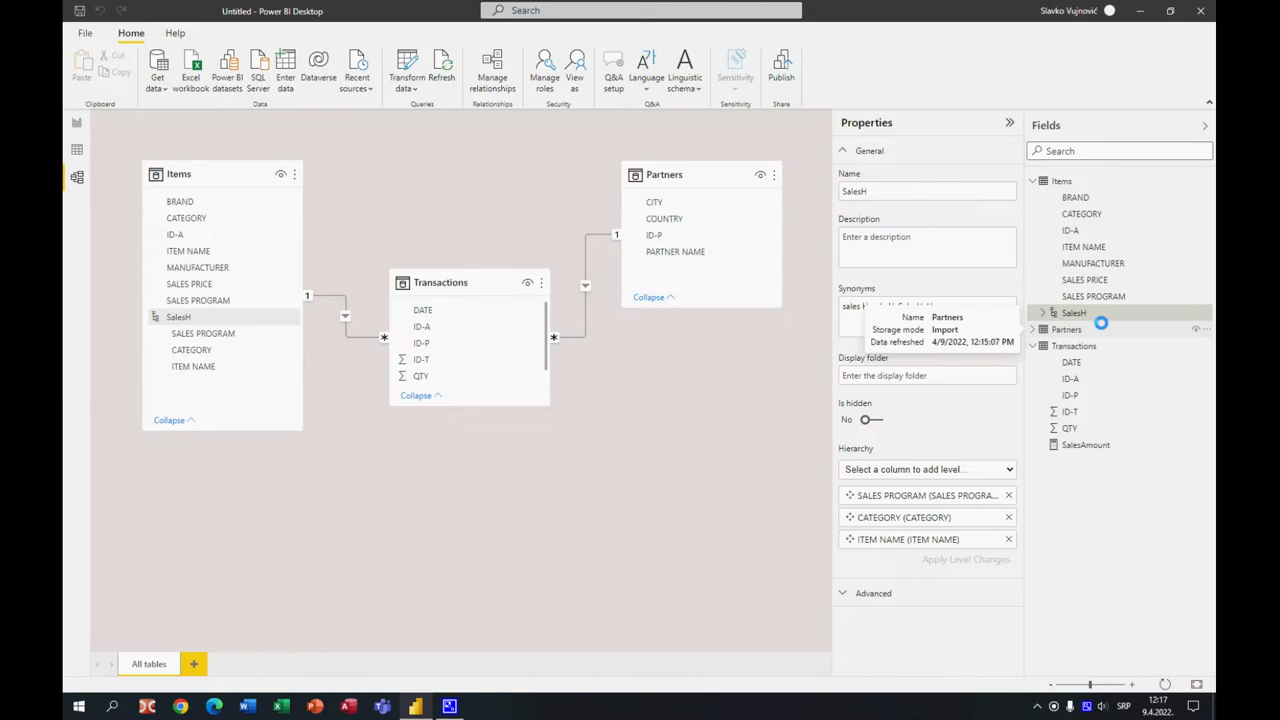 Untitled - Power BI Desktop
Search
Slavko Vujnović
File
Home
Help
Paste
Cut
Copy
Get data
Excel workbook
Power BI datasets
SQL Server
Enter data
Dataverse
Recent sources
Transform data
Refresh
Manage relationships
Manage roles
View as
Q&A setup
Language
Linguistic schema
Sensitivity
Publish
Clipboard
Data
Queries
Relationships
Security
Q&A
Sensitivity
Share
Items
BRAND
CATEGORY
ID-A
ITEM NAME
MANUFACTURER
SALES PRICE
SALES PROGRAM
SalesH
SALES PROGRAM
CATEGORY
ITEM NAME
Collapse
1
*
Transactions
DATE
ID-A
ID-P
ID-T
QTY
Collapse
*
1
Partners
CITY
COUNTRY
ID-P
PARTNER NAME
Collapse
Properties
General
Name
SalesH
Description
Enter a description
Synonyms
Name Partners
Storage mode Import
Data refreshed 4/9/2022, 12:15:07 PM
Display folder
Enter the display folder
Is hidden
No
Hierarchy
Select a column to add level...
SALES PROGRAM (SALES PROGRA...
CATEGORY (CATEGORY)
ITEM NAME (ITEM NAME)
Apply Level Changes
Advanced
Fields
Search
Items
BRAND
CATEGORY
ID-A
ITEM NAME
MANUFACTURER
SALES PRICE
SALES PROGRAM
SalesH
Partners
Transactions
DATE
ID-A
ID-P
ID-T
QTY
SalesAmount
All tables
SRP
12:17
9.4.2022.